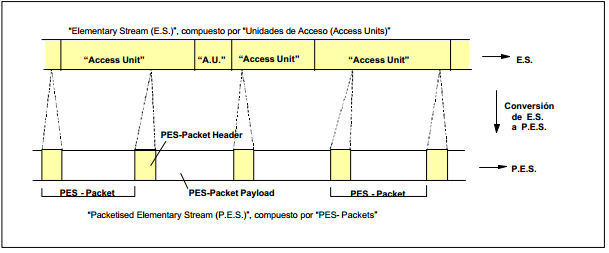 “Elementary Stream (E.S.)”, compuesto por “Unidades de Acceso (Access Units)”
“Access Unit”
“A.U.”
“Access Unit”
“Access Unit”
E.S.
Conversión
de E.S.
a P.E.S.
PES-Packet Header
P.E.S.
PES - Packet
PES-Packet Payload
PES - Packet
“Packetised Elementary Stream (P.E.S.)”, compuesto por “PES- Packets”